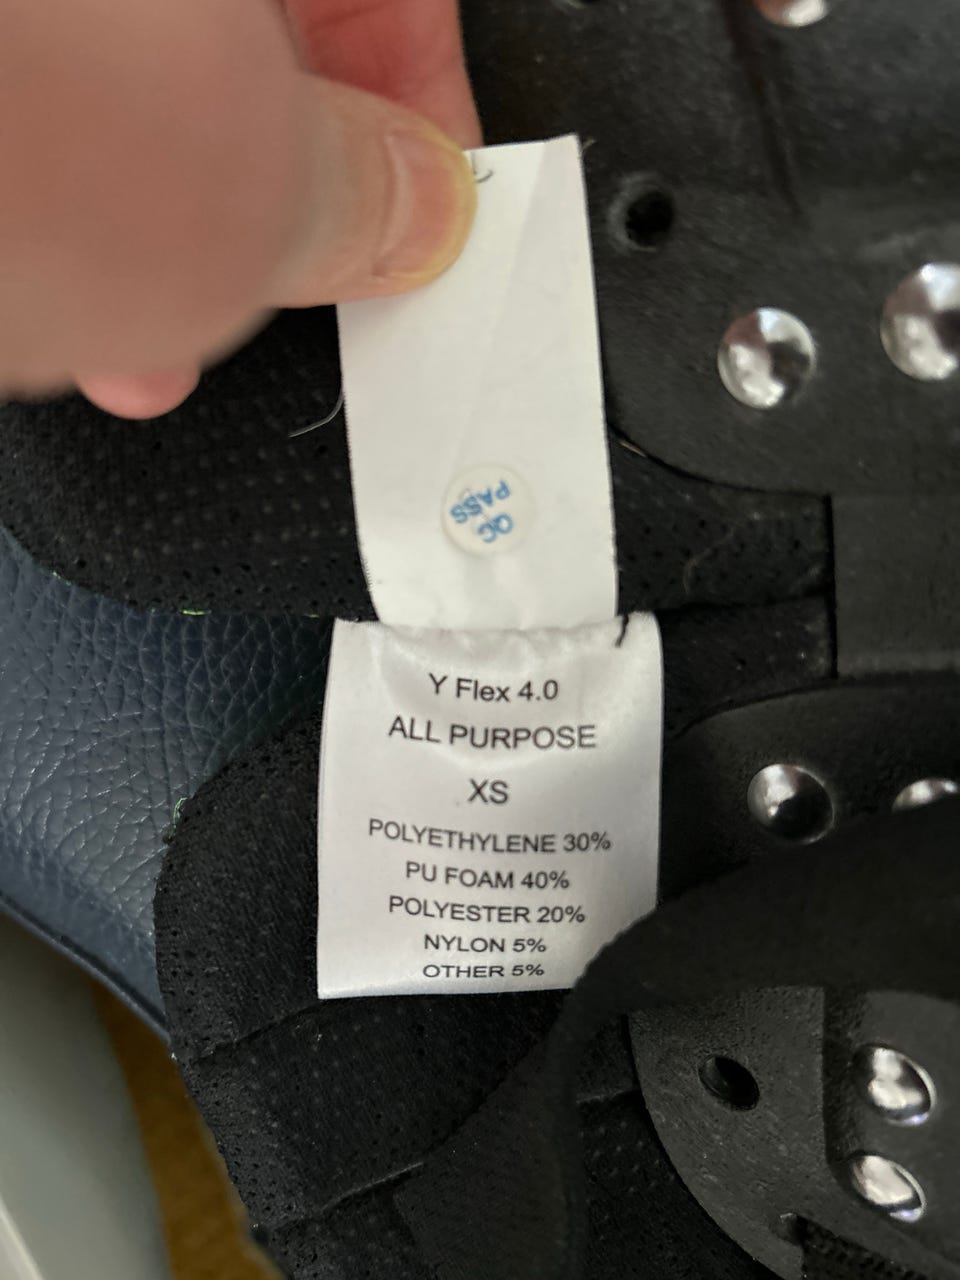 QC
PASS
Y Flex 4.0
ALL PURPOSE
XS
POLYETHYLENE 30%
PU FOAM 40%
POLYESTER 20%
NYLON 5%
OTHER 5%